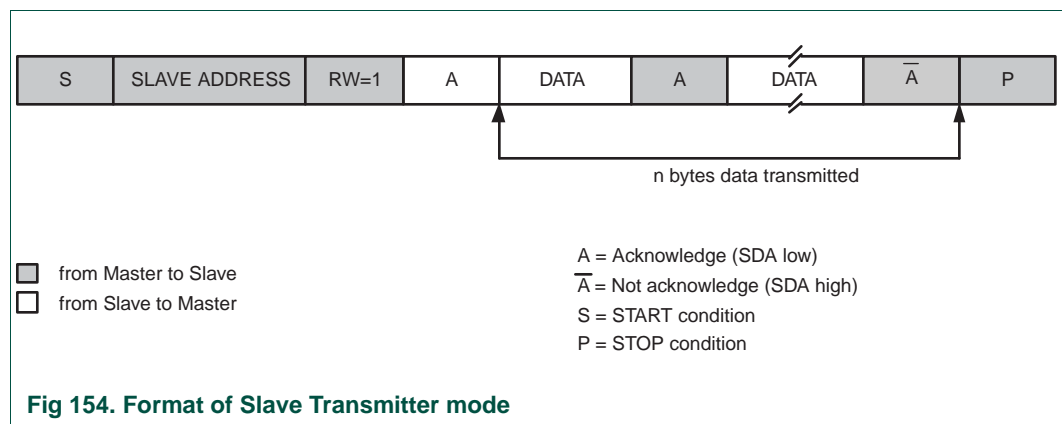 S SLAVE ADDRESS RW=1 A DATA A DATA A̅ P
n bytes data transmitted
from Master to Slave
from Slave to Master
A = Acknowledge (SDA low)
A̅ = Not acknowledge (SDA high)
S = START condition
P = STOP condition
Fig 154. Format of Slave Transmitter mode